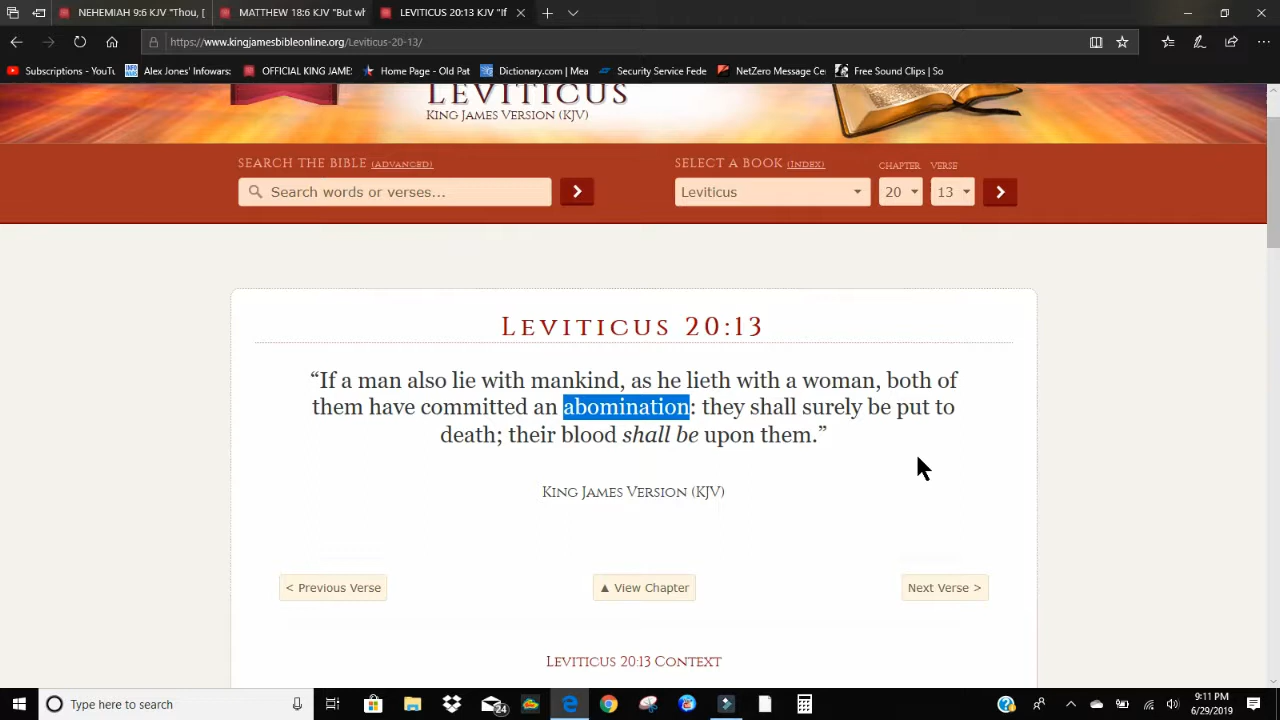 NEHEMIAH 9:6 KJV "Thou, [
MATTHEW 18:6 KJV "But wh
LEVITICUS 20:13 KJV "If
https://www.kingjamesbibleonline.org/Leviticus-20-13/
Subscriptions - YouTu
INFO WARS
Alex Jones' Infowars:
OFFICIAL KING JAME
Home Page - Old Pat
Dictionary.com | Mea
Security Service Fede
NetZero Message Cen
Free Sound Clips | So
LEVITICUS
KING JAMES VERSION (KJV)
SEARCH THE BIBLE (ADVANCED)
SELECT A BOOK (INDEX)
CHAPTER
VERSE
Search words or verses...
Leviticus
20
13
LEVITICUS 20:13
“If a man also lie with mankind, as he lieth with a woman, both of
them have committed an abomination: they shall surely be put to
death; their blood shall be upon them.”
KING JAMES VERSION (KJV)
< Previous Verse
▲ View Chapter
Next Verse >
LEVITICUS 20:13 CONTEXT
Type here to search
24
9:11 PM
6/29/2019